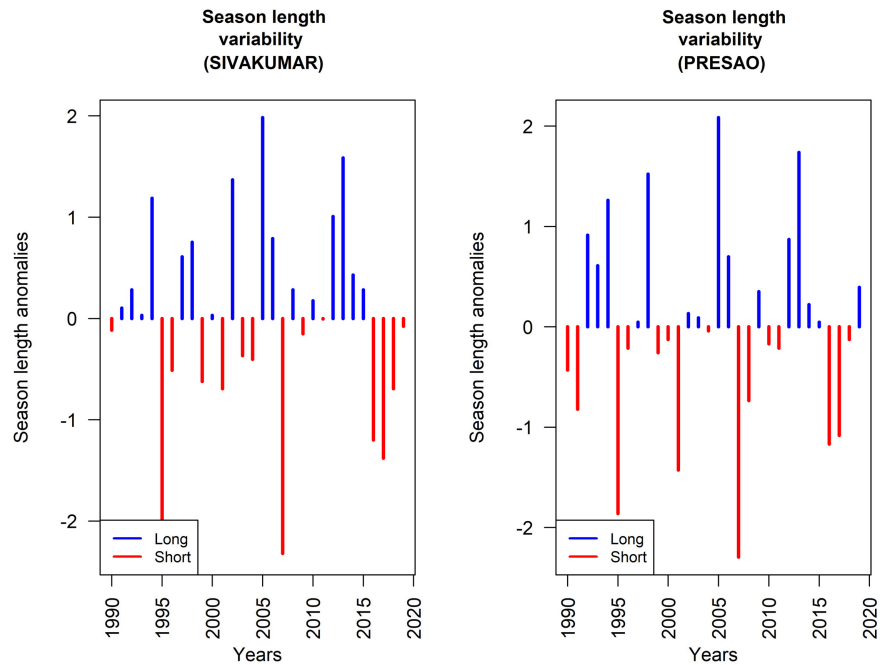 Season length
variability
(SIVAKUMAR)
Season length anomalies
2
1
0
-1
-2
Long
Short
1990
1995
2000
2005
2010
2015
2020
Years
Season length
variability
(PRESAO)
Season length anomalies
2
1
0
-1
-2
Long
Short
1990
1995
2000
2005
2010
2015
2020
Years